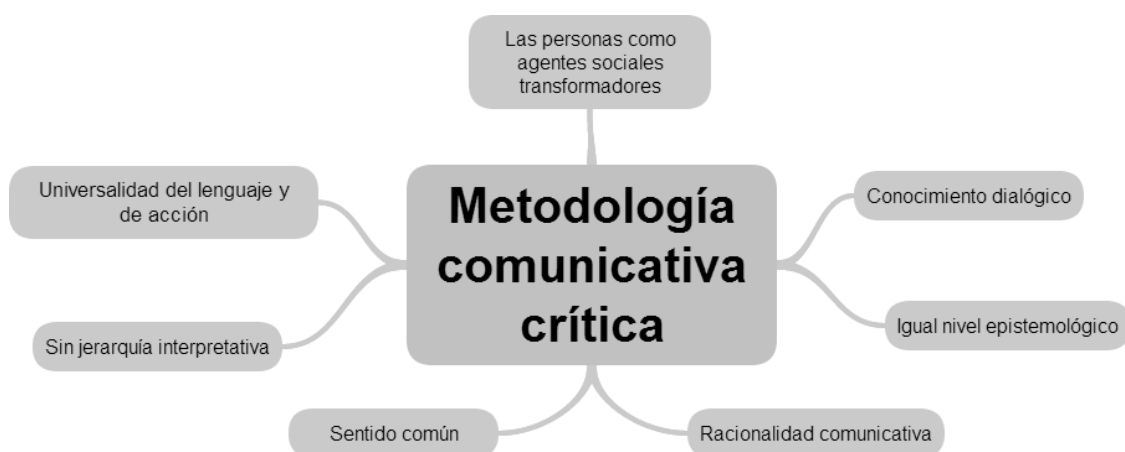 Las personas como
agentes sociales
transformadores
Universalidad del lenguaje y
de acción
Metodología
comunicativa
crítica
Conocimiento dialógico
Sin jerarquía interpretativa
Igual nivel epistemológico
Sentido común
Racionalidad comunicativa